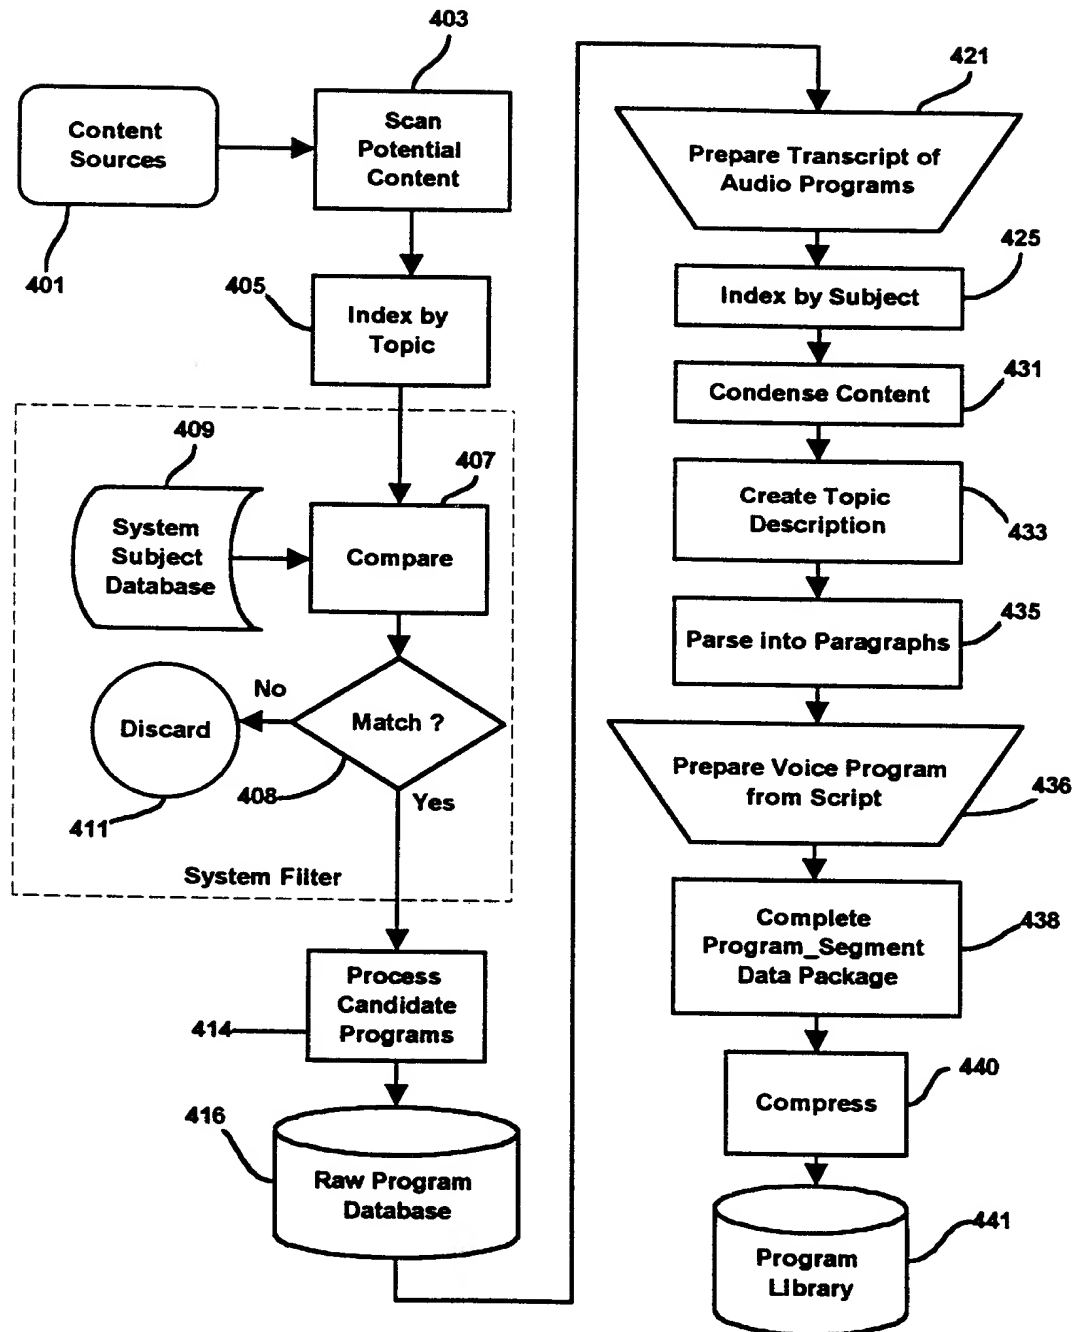 403
Content
Sources
Scan
Potential
Content
401
405
Index by
Topic
409
407
System
Subject
Database
Compare
No
Discard
Match ?
408
Yes
411
System Filter
Process
Candidate
Programs
414
416
Raw Program
Database
421
Prepare Transcript of
Audio Programs
425
Index by Subject
431
Condense Content
Create Topic
Description
433
435
Parse into Paragraphs
Prepare Voice Program
from Script
436
Complete
Program_Segment
Data Package
438
440
Compress
441
Program
Library